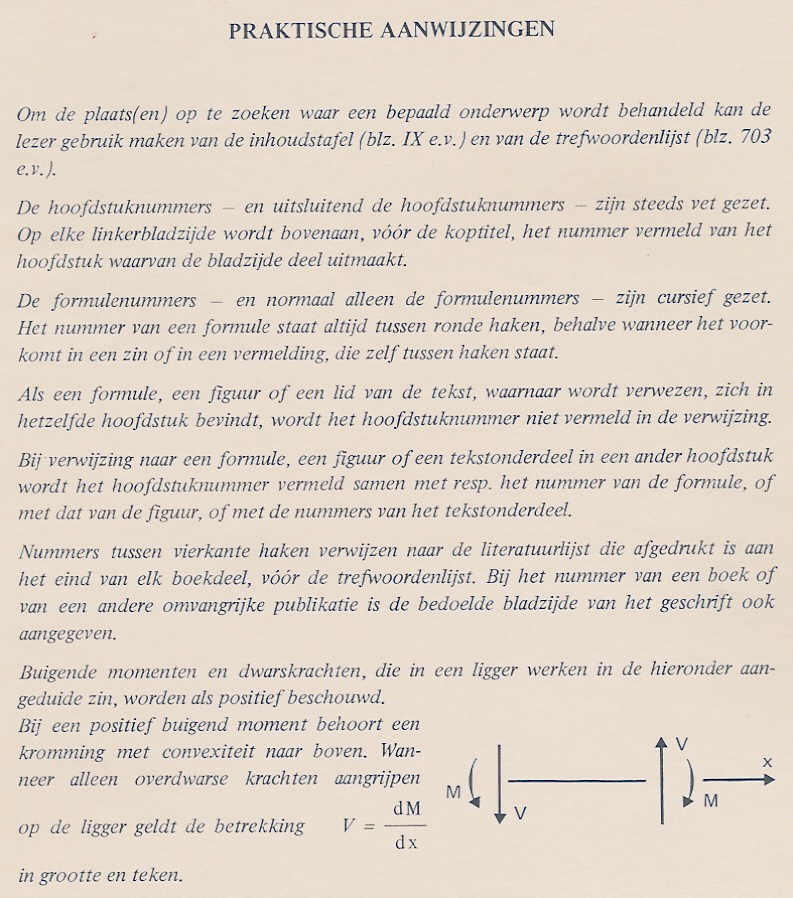 PRAKTISCHE AANWIJZINGEN
Om de plaats(en) op te zoeken waar een bepaald onderwerp wordt behandeld kan de
lezer gebruik maken van de inhoudstafel (blz. IX e.v.) en van de trefwoordenlijst (blz. 703
e.v.).
De hoofdstuknummers – en uitsluitend de hoofdstuknummers – zijn steeds vet gezet.
Op elke linkerbladzijde wordt bovenaan, vóór de koptitel, het nummer vermeld van het
hoofdstuk waarvan de bladzijde deel uitmaakt.
De formulenummers – en normaal alleen de formulenummers – zijn cursief gezet.
Het nummer van een formule staat altijd tussen ronde haken, behalve wanneer het voor-
komt in een zin of in een vermelding, die zelf tussen haken staat.
Als een formule, een figuur of een lid van de tekst, waarnaar wordt verwezen, zich in
hetzelfde hoofdstuk bevindt, wordt het hoofdstuknummer niet vermeld in de verwijzing.
Bij verwijzing naar een formule, een figuur of een tekstonderdeel in een ander hoofdstuk
wordt het hoofdstuknummer vermeld samen met resp. het nummer van de formule, of
met dat van de figuur, of met de nummers van het tekstonderdeel.
Nummers tussen vierkante haken verwijzen naar de literatuurlijst die afgedrukt is aan
het eind van elk boekdeel, vóór de trefwoordenlijst. Bij het nummer van een boek of
van een andere omvangrijke publikatie is de bedoelde bladzijde van het geschrift ook
aangegeven.
Buigende momenten en dwarskrachten, die in een ligger werken in de hieronder aan-
geduide zin, worden als positief beschouwd.
Bij een positief buigend moment behoort een
kromming met convexiteit naar boven. Wan-
neer alleen overdwarse krachten aangrijpen
op de ligger geldt de betrekking V = dM
dx
in grootte en teken.
M V V M x